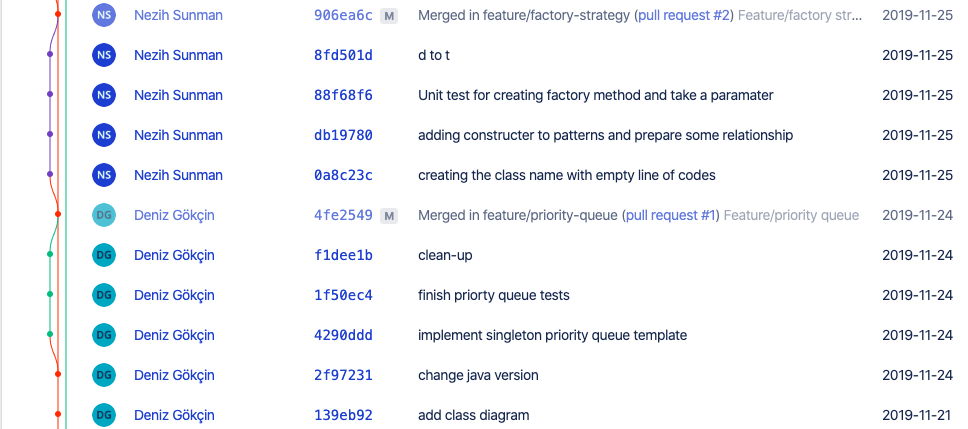 NS Nezih Sunman 906ea6c M Merged in feature/factory-strategy (pull request #2) Feature/factory str... 2019-11-25
NS Nezih Sunman 8fd501d d to t 2019-11-25
NS Nezih Sunman 88f68f6 Unit test for creating factory method and take a paramater 2019-11-25
NS Nezih Sunman db19780 adding constructer to patterns and prepare some relationship 2019-11-25
NS Nezih Sunman 0a8c23c creating the class name with empty line of codes 2019-11-25
DG Deniz Gökçin 4fe2549 M Merged in feature/priority-queue (pull request #1) Feature/priority queue 2019-11-24
DG Deniz Gökçin f1dee1b clean-up 2019-11-24
DG Deniz Gökçin 1f50ec4 finish priorty queue tests 2019-11-24
DG Deniz Gökçin 4290ddd implement singleton priority queue template 2019-11-24
DG Deniz Gökçin 2f97231 change java version 2019-11-24
DG Deniz Gökçin 139eb92 add class diagram 2019-11-21